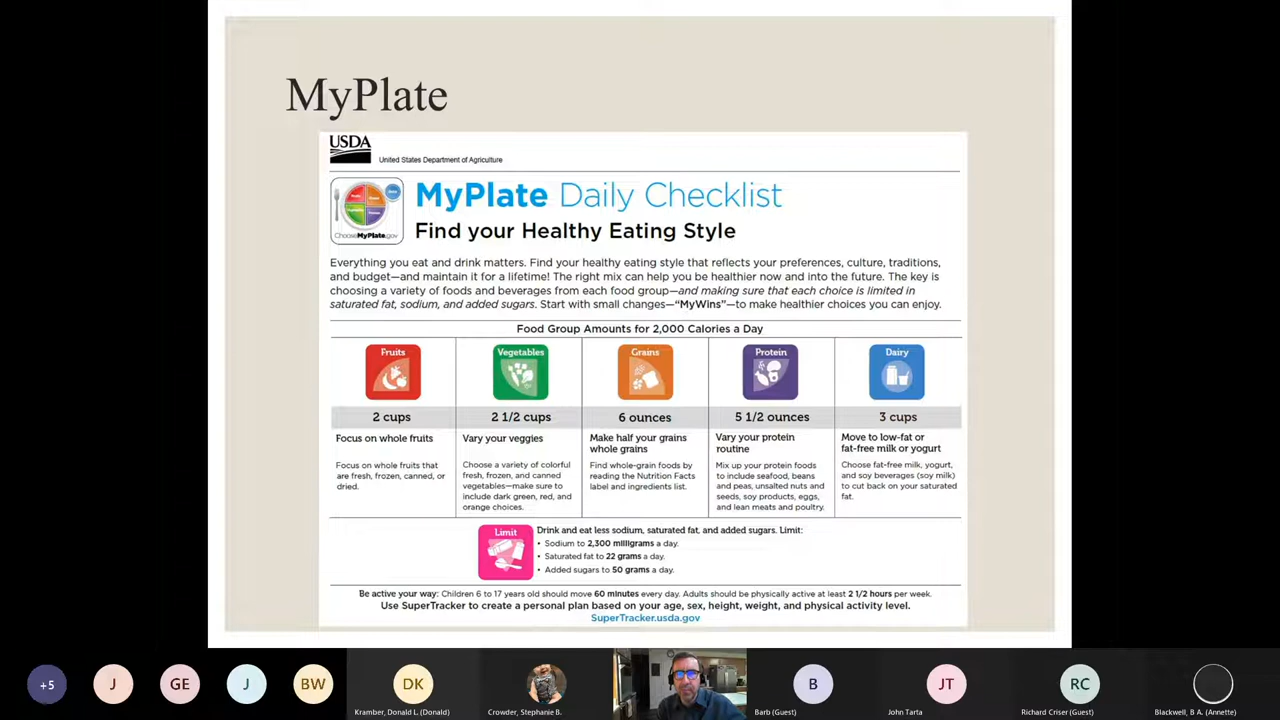 MyPlate
USDA
United States Department of Agriculture
ChooseMyPlate.gov
MyPlate Daily Checklist
Find your Healthy Eating Style
Everything you eat and drink matters. Find your healthy eating style that reflects your preferences, culture, traditions,
and budget—and maintain it for a lifetime! The right mix can help you be healthier now and into the future. The key is
choosing a variety of foods and beverages from each food group—and making sure that each choice is limited in
saturated fat, sodium, and added sugars. Start with small changes—“MyWins”—to make healthier choices you can enjoy.
Food Group Amounts for 2,000 Calories a Day
Fruits
2 cups
Focus on whole fruits
Focus on whole fruits that
are fresh, frozen, canned, or
dried.
Vegetables
2 1/2 cups
Vary your veggies
Choose a variety of colorful
fresh, frozen, and canned
vegetables—make sure to
include dark green, red, and
orange choices.
Grains
6 ounces
Make half your grains
whole grains
Find whole-grain foods by
reading the Nutrition Facts
label and ingredients list.
Protein
5 1/2 ounces
Vary your protein
routine
Mix up your protein foods
to include seafood, beans
and peas, unsalted nuts and
seeds, soy products, eggs,
and lean meats and poultry.
Dairy
3 cups
Move to low-fat or
fat-free milk or yogurt
Choose fat-free milk, yogurt,
and soy beverages (soy milk)
to cut back on your saturated
fat.
Limit
Drink and eat less sodium, saturated fat, and added sugars. Limit:
• Sodium to 2,300 milligrams a day.
• Saturated fat to 22 grams a day.
• Added sugars to 50 grams a day.
Be active your way: Children 6 to 17 years old should move 60 minutes every day. Adults should be physically active at least 2 1/2 hours per week.
Use SuperTracker to create a personal plan based on your age, sex, height, weight, and physical activity level.
SuperTracker.usda.gov
+5
J
GE
J
BW
DK
Kramber, Donald L. (Donald)
Crowder, Stephanie B.
B
Barb (Guest)
JT
John Tarta
RC
Richard Criser (Guest)
Blackwell, B A. (Annette)